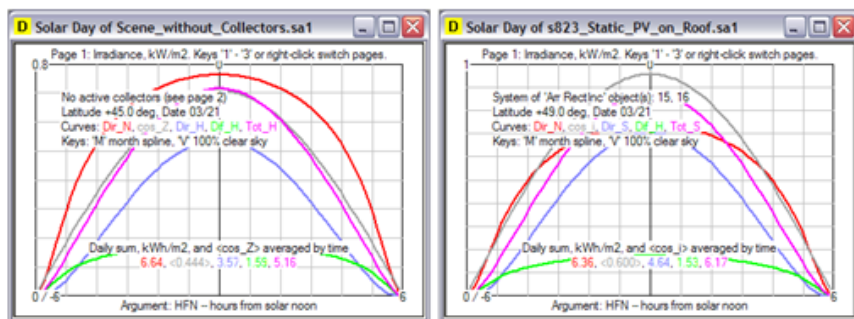 D Solar Day of Scene_without_Collectors.sa1
Page 1: Irradiance, kW/m2. Keys '1' - '3' or right-click switch pages.
0.8
0
No active collectors (see page 2)
Latitude +45.0 deg, Date 03/21
Curves: Dir_N, cos_Z, Dir_H, Dif_H, Tot_H
Keys: 'M' month spline, 'V' 100% clear sky
Daily sum, kWh/m2, and <cos_Z> averaged by time
6.64, <0.444>, 3.57, 1.59, 5.16
0 / -6
6
Argument: HFN -- hours from solar noon
D Solar Day of s823_Static_PV_on_Roof.sa1
Page 1: Irradiance, kW/m2. Keys '1' - '3' or right-click switch pages.
1
0
System of 'Arr RectInc' object(s): 15, 16
Latitude +49.0 deg, Date 03/21
Curves: Dir_N, cos_i, Dir_S, Dif_H, Tot_S
Keys: 'M' month spline, 'V' 100% clear sky
Daily sum, kWh/m2, and <cos_i> averaged by time
6.36, <0.600>, 4.64, 1.53, 6.17
0 / -6
6
Argument: HFN -- hours from solar noon